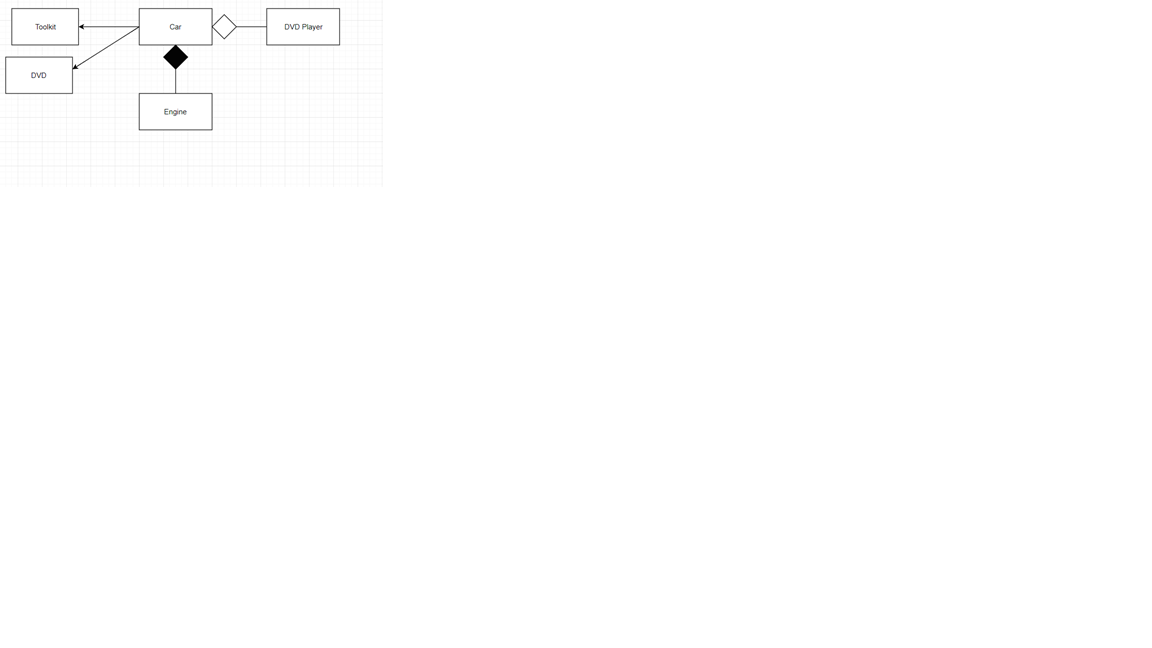 Toolkit
Car
DVD Player
DVD
Engine